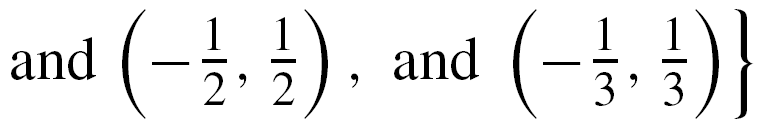 and (−1/2, 1/2), and (−1/3, 1/3)}